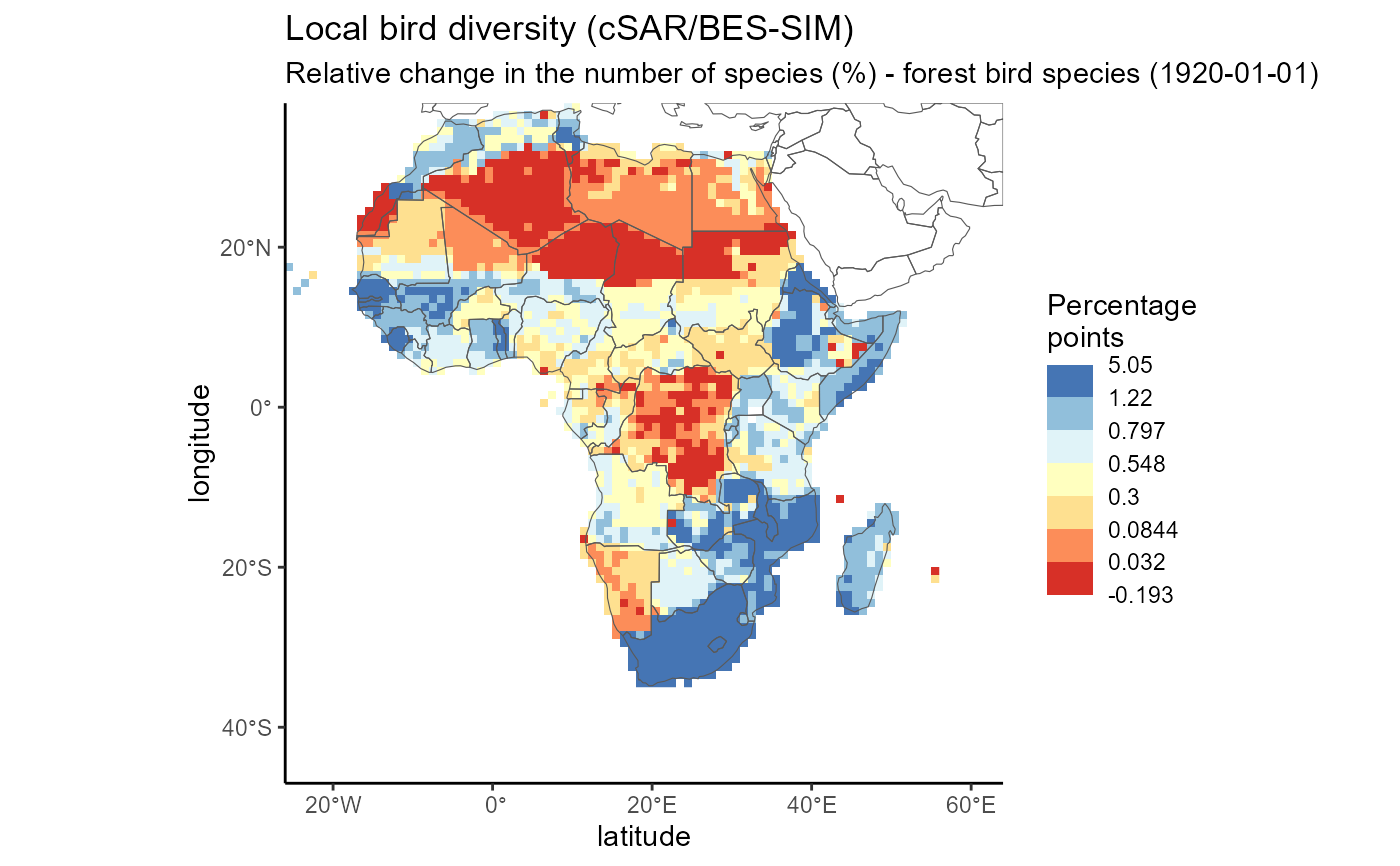 Local bird diversity (cSAR/BES-SIM)
Relative change in the number of species (%) - forest bird species (1920-01-01)
longitude
20°N
0°
20°S
40°S
20°W
0°
20°E
40°E
60°E
latitude
Percentage
points
5.05
1.22
0.797
0.548
0.3
0.0844
0.032
-0.193